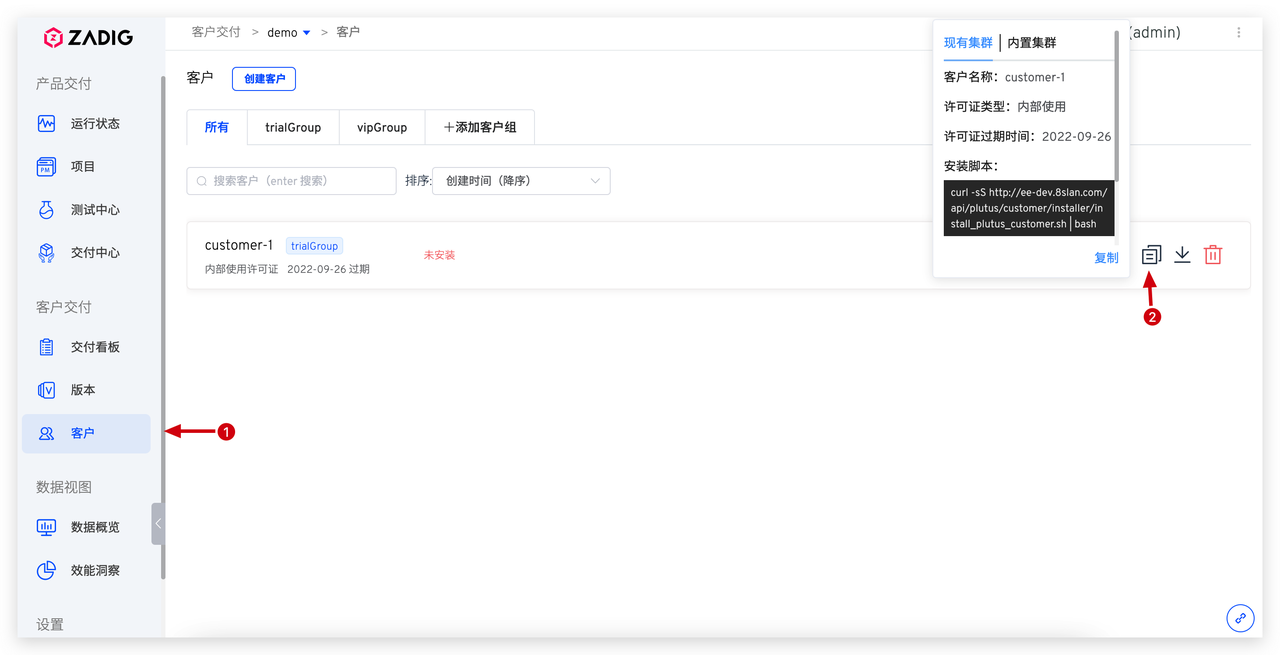 ZADIG
产品交付
运行状态
项目
测试中心
交付中心
客户交付
交付看板
版本
客户
数据视图
数据概览
效能洞察
设置
客户交付 > demo > 客户
(admin)
客户
创建客户
所有
trialGroup
vipGroup
+添加客户组
搜索客户（enter 搜索）
排序:
创建时间（降序）
customer-1
trialGroup
内部使用许可证 2022-09-26 过期
未安装
现有集群 | 内置集群
客户名称：customer-1
许可证类型：内部使用
许可证过期时间：2022-09-26
安装脚本：
curl -sS http://ee-dev.8slan.com/
api/plutus/customer/installer/in
stall_plutus_customer.sh | bash
复制
1
2